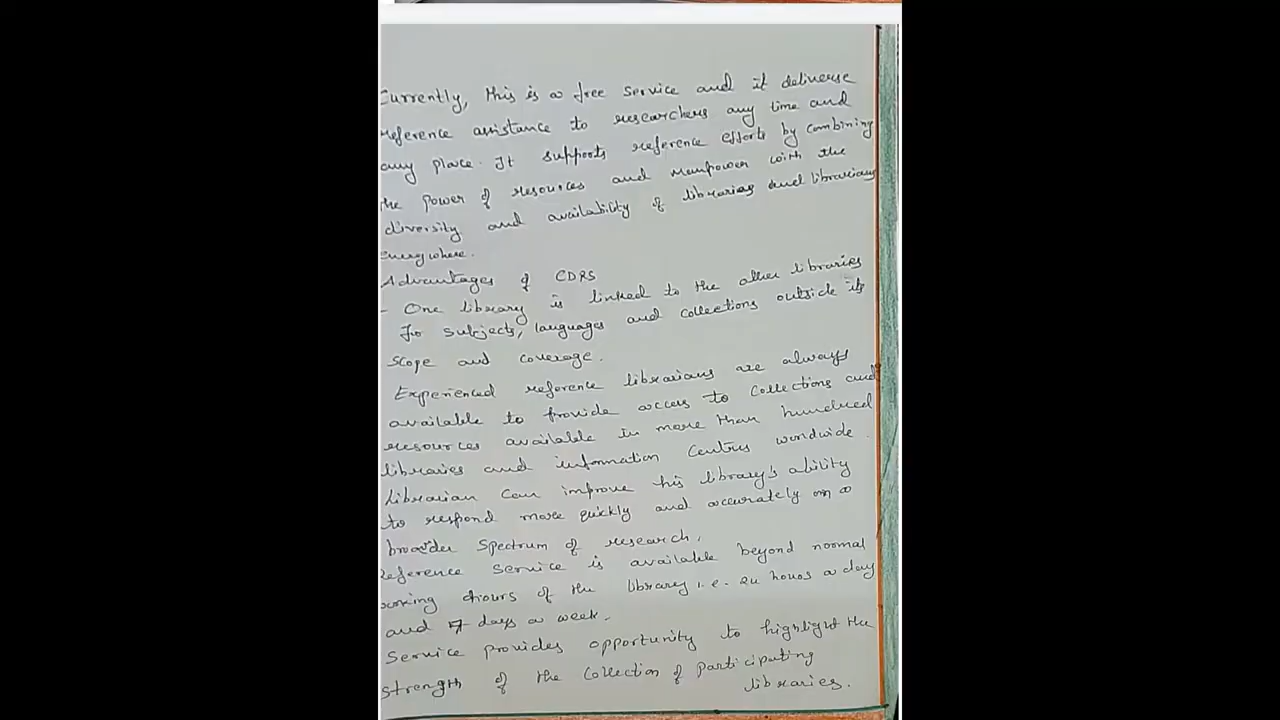 Currently, this is a free service and it deliverse
reference assistance to researchers any time and
any place. It supports reference efforts by combining
the power of resources and manpower with the
diversity and availability of libraries and librarians
everywhere.
Advantages of CDRS
- One library is linked to the other libraries
for subjects, languages and collections outside its
scope and coverage.
Experienced reference librarians are always
available to provide access to collections and
resources available in more than hundred
libraries and information centres worldwide.
Librarian can improve his library's ability
to respond more quickly and accurately on a
broader spectrum of research.
Reference service is available beyond normal
working hours of the library i.e. 24 hours a day
and 7 days a week.
Service provides opportunity to highlight the
strength of the collection of participating
libraries.